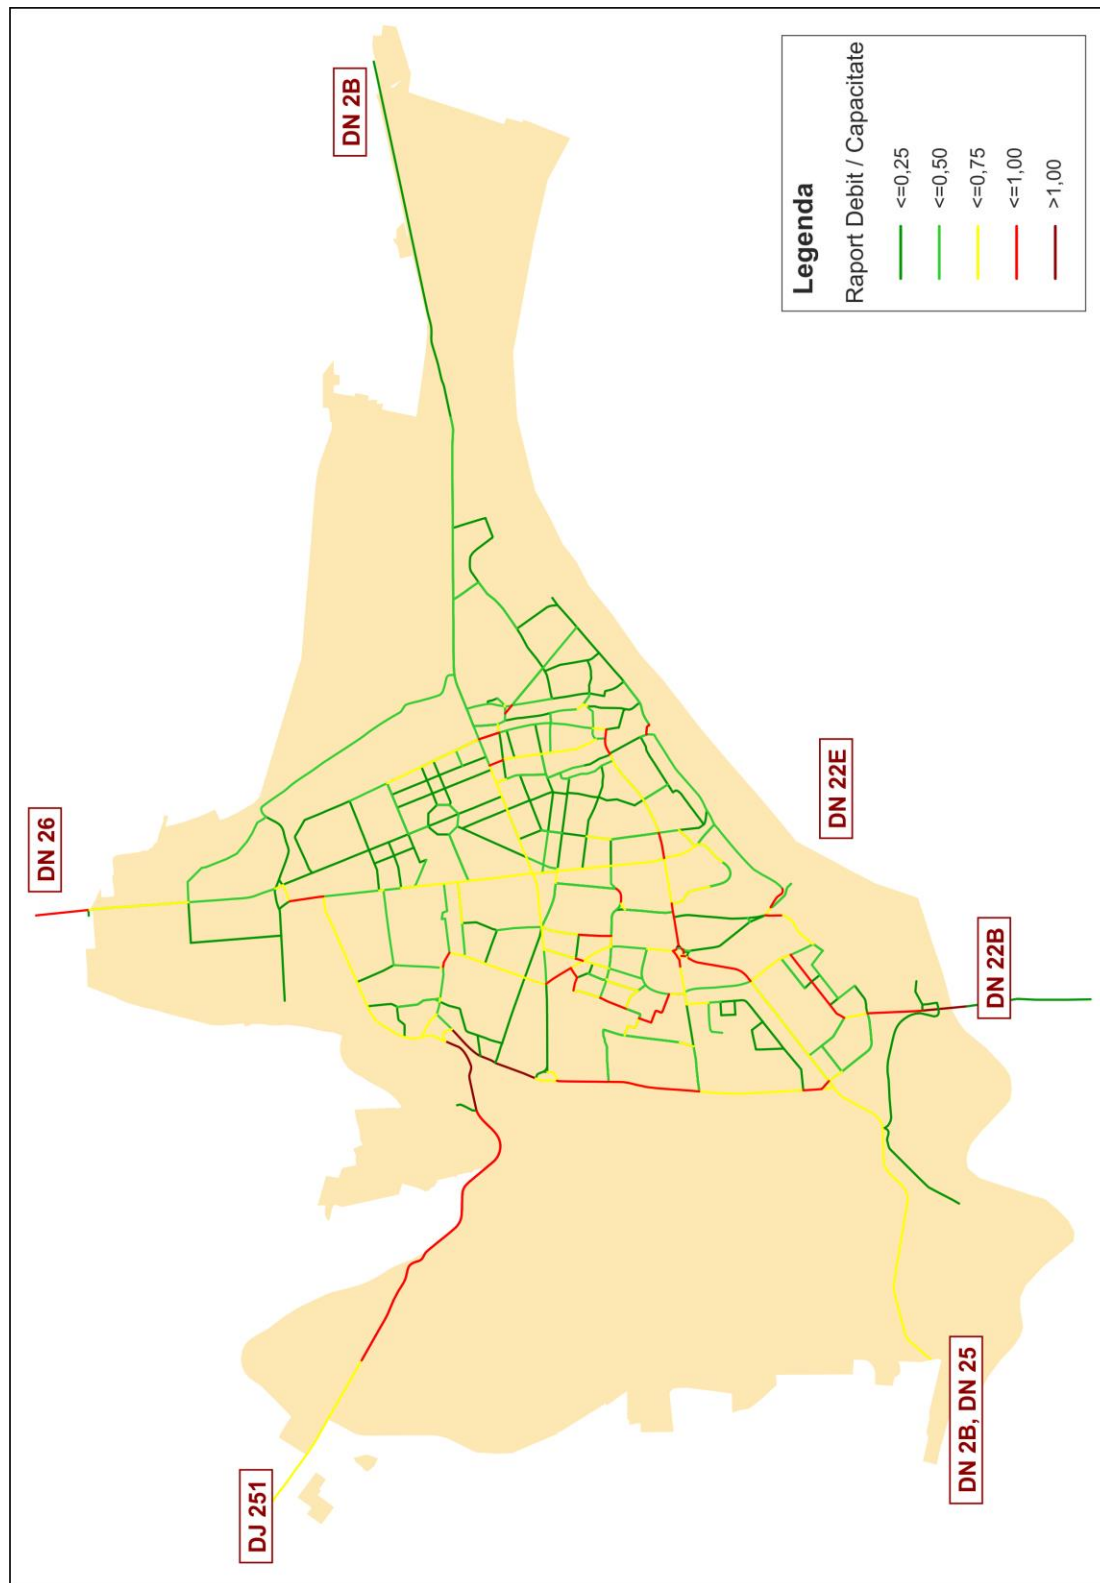 DN 2B
DN 26
DN 22E
DN 22B
DN 2B, DN 25
DJ 251
Legenda
Raport Debit / Capacitate
<=0,25
<=0,50
<=0,75
<=1,00
>1,00